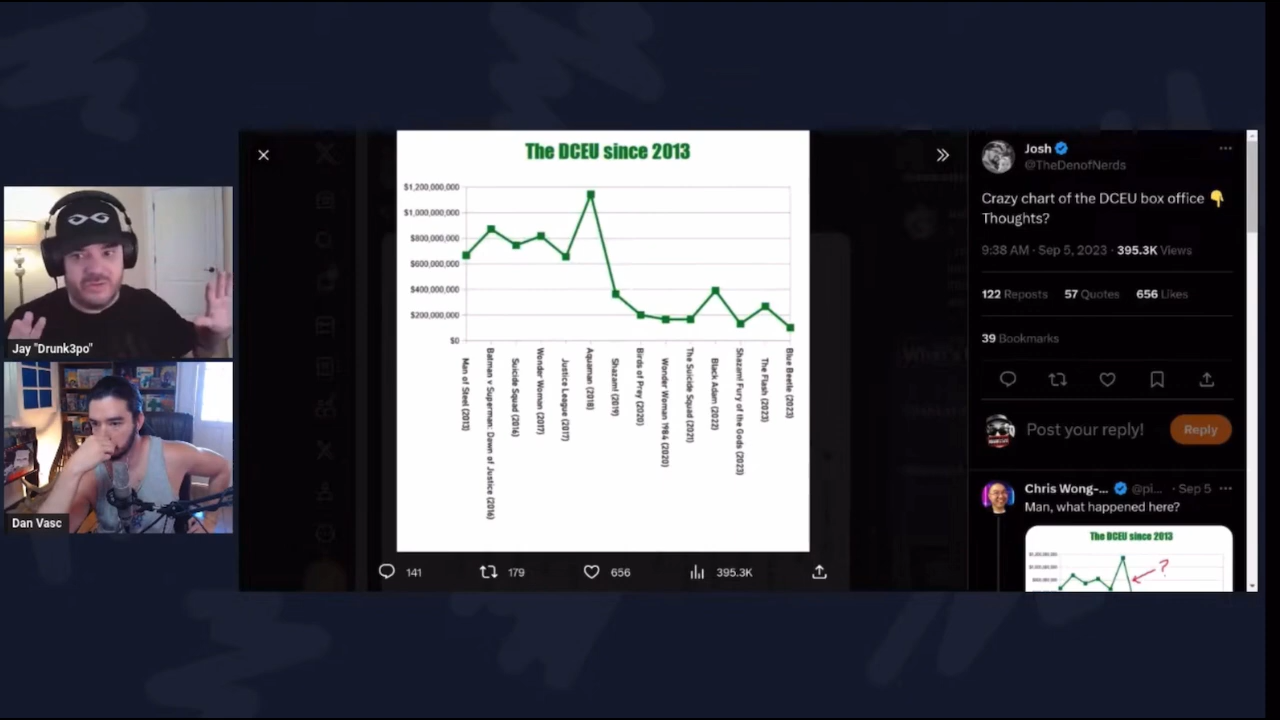 The DCEU since 2013
$1,200,000,000
$1,000,000,000
$800,000,000
$600,000,000
$400,000,000
$200,000,000
$0
Man of Steel (2013)
Batman v Superman: Dawn of Justice (2016)
Suicide Squad (2016)
Wonder Woman (2017)
Justice League (2017)
Aquaman (2018)
Shazam! (2019)
Birds of Prey (2020)
Wonder Woman 1984 (2020)
The Suicide Squad (2021)
Black Adam (2022)
Shazam! Fury of the Gods (2023)
The Flash (2023)
Blue Beetle (2023)
141 179 656 395.3K
Josh
@TheDenofNerds
Crazy chart of the DCEU box office
Thoughts?
9:38 AM · Sep 5, 2023 · 395.3K Views
122 Reposts 57 Quotes 656 Likes
39 Bookmarks
Post your reply!
Reply
Chris Wong-... @pi... · Sep 5
Man, what happened here?
The DCEU since 2013
?
Jay "Drunk3po"
Dan Vasc